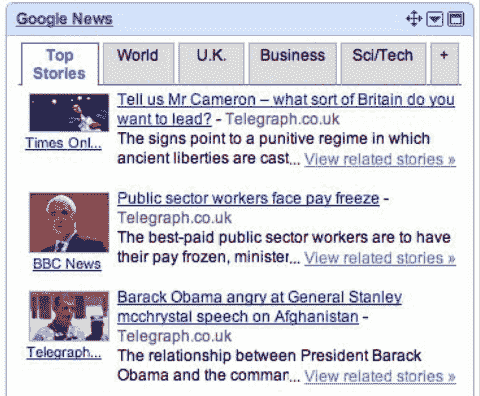 Google News
Top Stories World U.K. Business Sci/Tech +
Tell us Mr Cameron – what sort of Britain do you
want to lead? - Telegraph.co.uk
The signs point to a punitive regime in which
ancient liberties are cast... View related stories »
Times Onl...
Public sector workers face pay freeze -
Telegraph.co.uk
The best-paid public sector workers are to have
their pay frozen, minister... View related stories »
BBC News
Barack Obama angry at General Stanley
mcchrystal speech on Afghanistan -
Telegraph.co.uk
The relationship between President Barack
Obama and the commar... View related stories »
Telegraph...